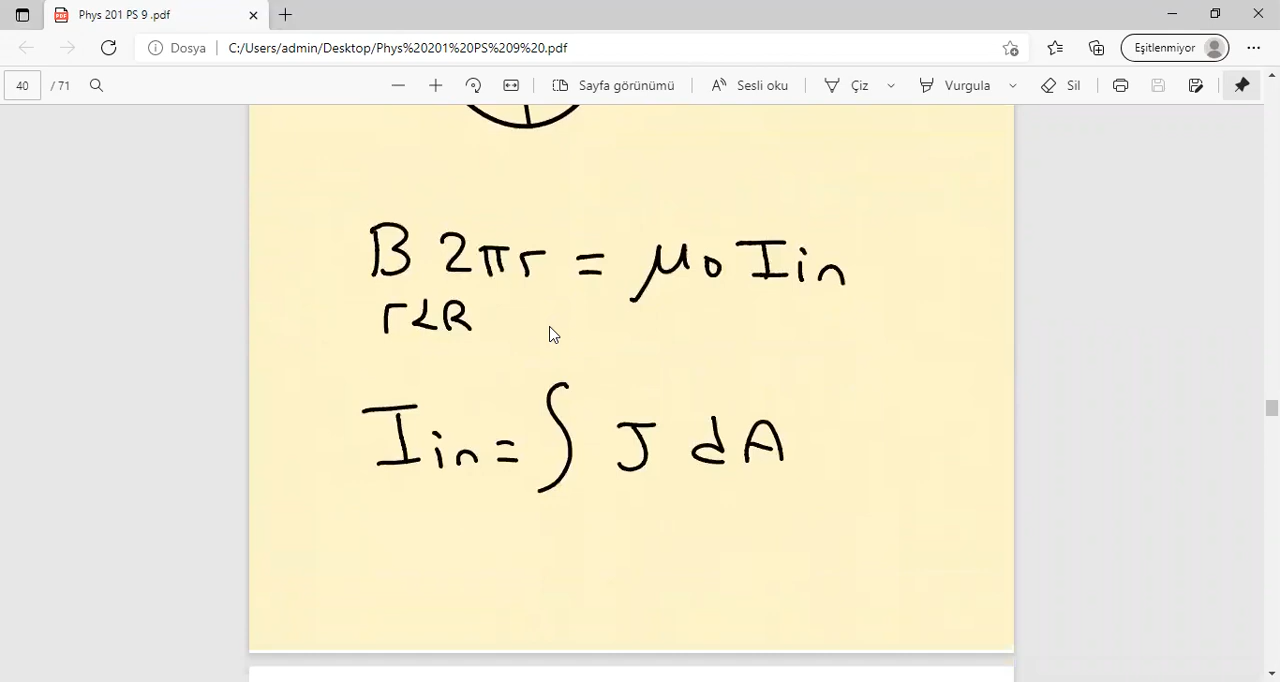 Phys 201 PS 9 .pdf
Dosya C:/Users/admin/Desktop/Phys%20201%20PS%209%20.pdf Eşitlenmiyor
40 / 71 Sayfa görünümü A Sesli oku Çiz Vurgula Sil
B 2πr = μ0 Iin
r<R
Iin = ∫ J dA